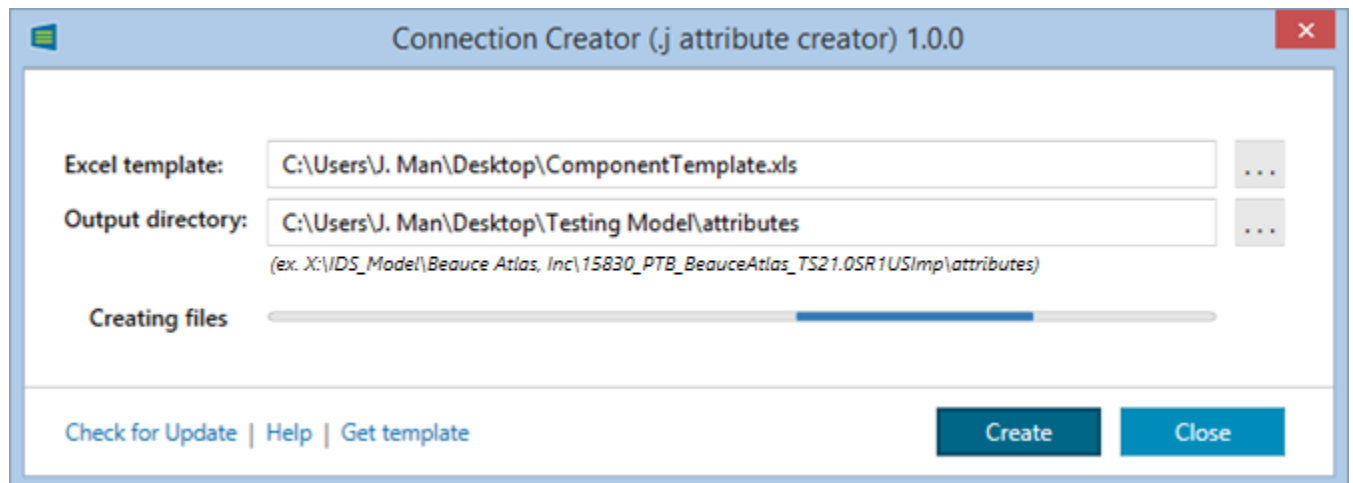 Connection Creator (.j attribute creator) 1.0.0
Excel template: C:\Users\J. Man\Desktop\ComponentTemplate.xls ...
Output directory: C:\Users\J. Man\Desktop\Testing Model\attributes ...
(ex. X:\IDS_Model\Beauce Atlas, Inc\15830_PTB_BeauceAtlas_TS21.0SR1USImp\attributes)
Creating files
Check for Update | Help | Get template Create Close